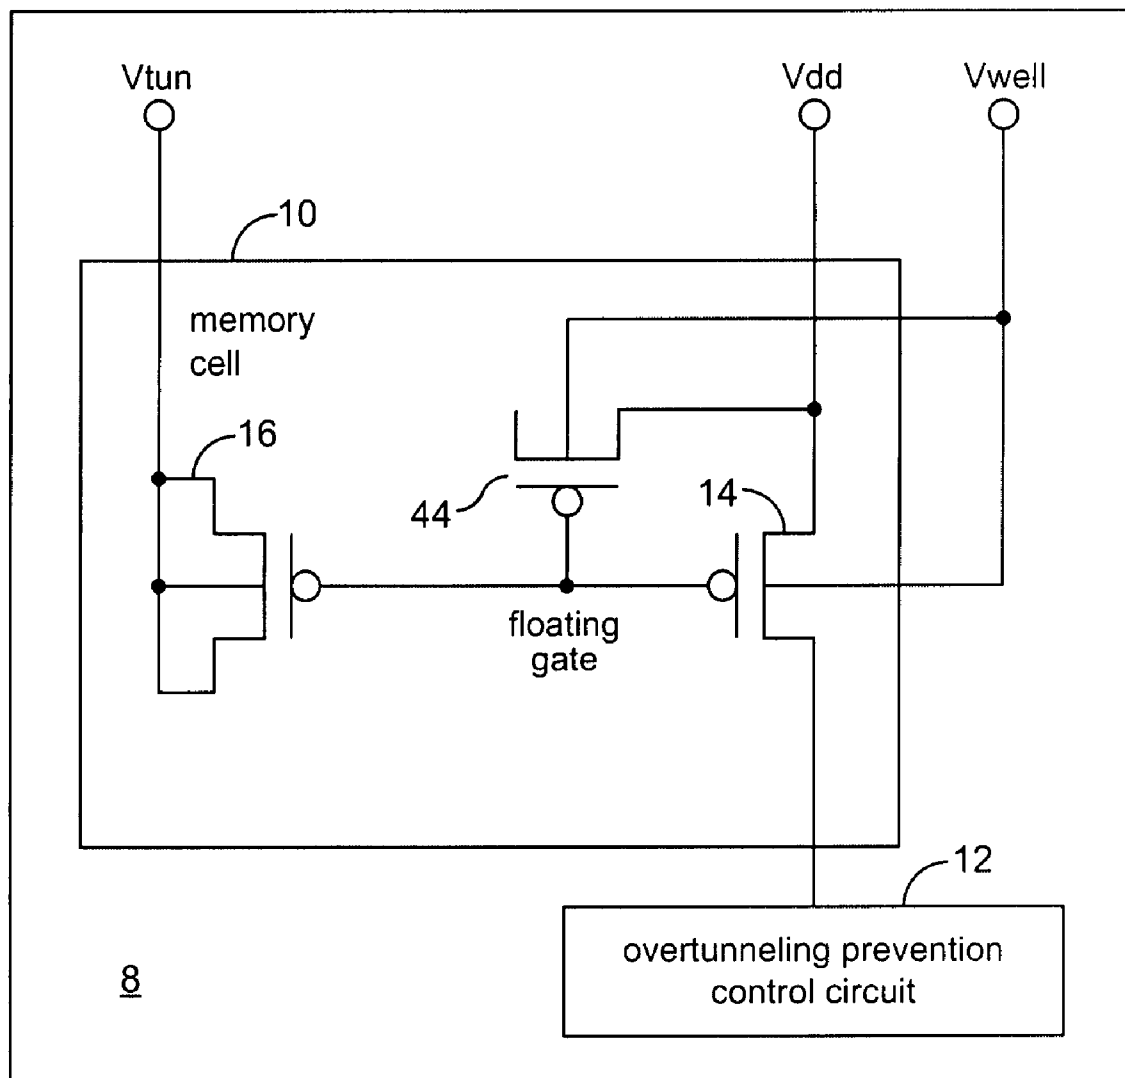 Vtun
Vdd
Vwell
10
memory
cell
16
44
14
floating
gate
12
overtunneling prevention
control circuit
8